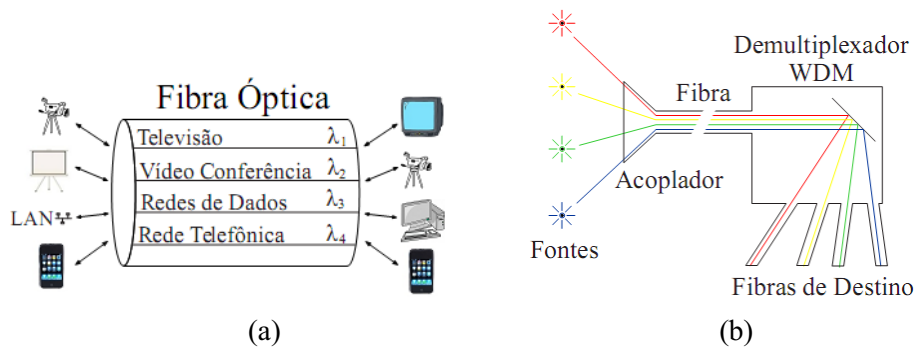 Fibra Óptica
Televisão λ1
Vídeo Conferência λ2
Redes de Dados λ3
LAN
Rede Telefônica λ4
(a)
Demultiplexador
WDM
Fibra
Acoplador
Fontes
Fibras de Destino
(b)